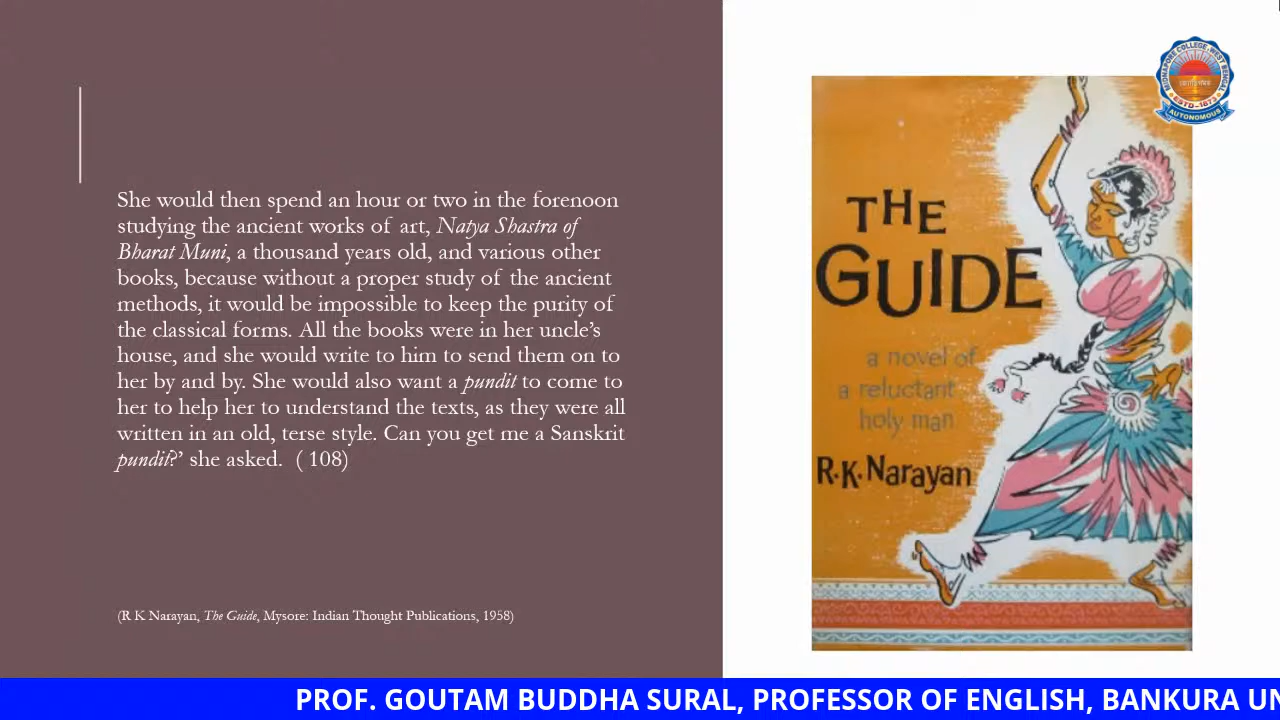 She would then spend an hour or two in the forenoon
studying the ancient works of art, Natya Shastra of
Bharat Muni, a thousand years old, and various other
books, because without a proper study of the ancient
methods, it would be impossible to keep the purity of
the classical forms. All the books were in her uncle’s
house, and she would write to him to send them on to
her by and by. She would also want a pundit to come to
her to help her to understand the texts, as they were all
written in an old, terse style. Can you get me a Sanskrit
pundit?’ she asked. ( 108)
(R K Narayan, The Guide, Mysore: Indian Thought Publications, 1958)
THE
GUIDE
a novel of
a reluctant
holy man
R.K.Narayan
MIDNAPORE COLLEGE, WEST BENGAL
ESTD-1873
AUTONOMOUS
PROF. GOUTAM BUDDHA SURAL, PROFESSOR OF ENGLISH, BANKURA UN